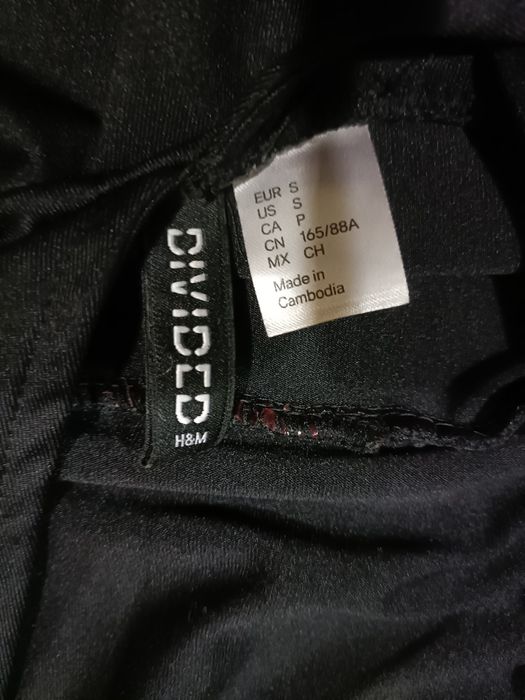 EUR S
US S
CA P
CN 165/88A
MX CH
Made in
Cambodia
DIVIDED
H&M